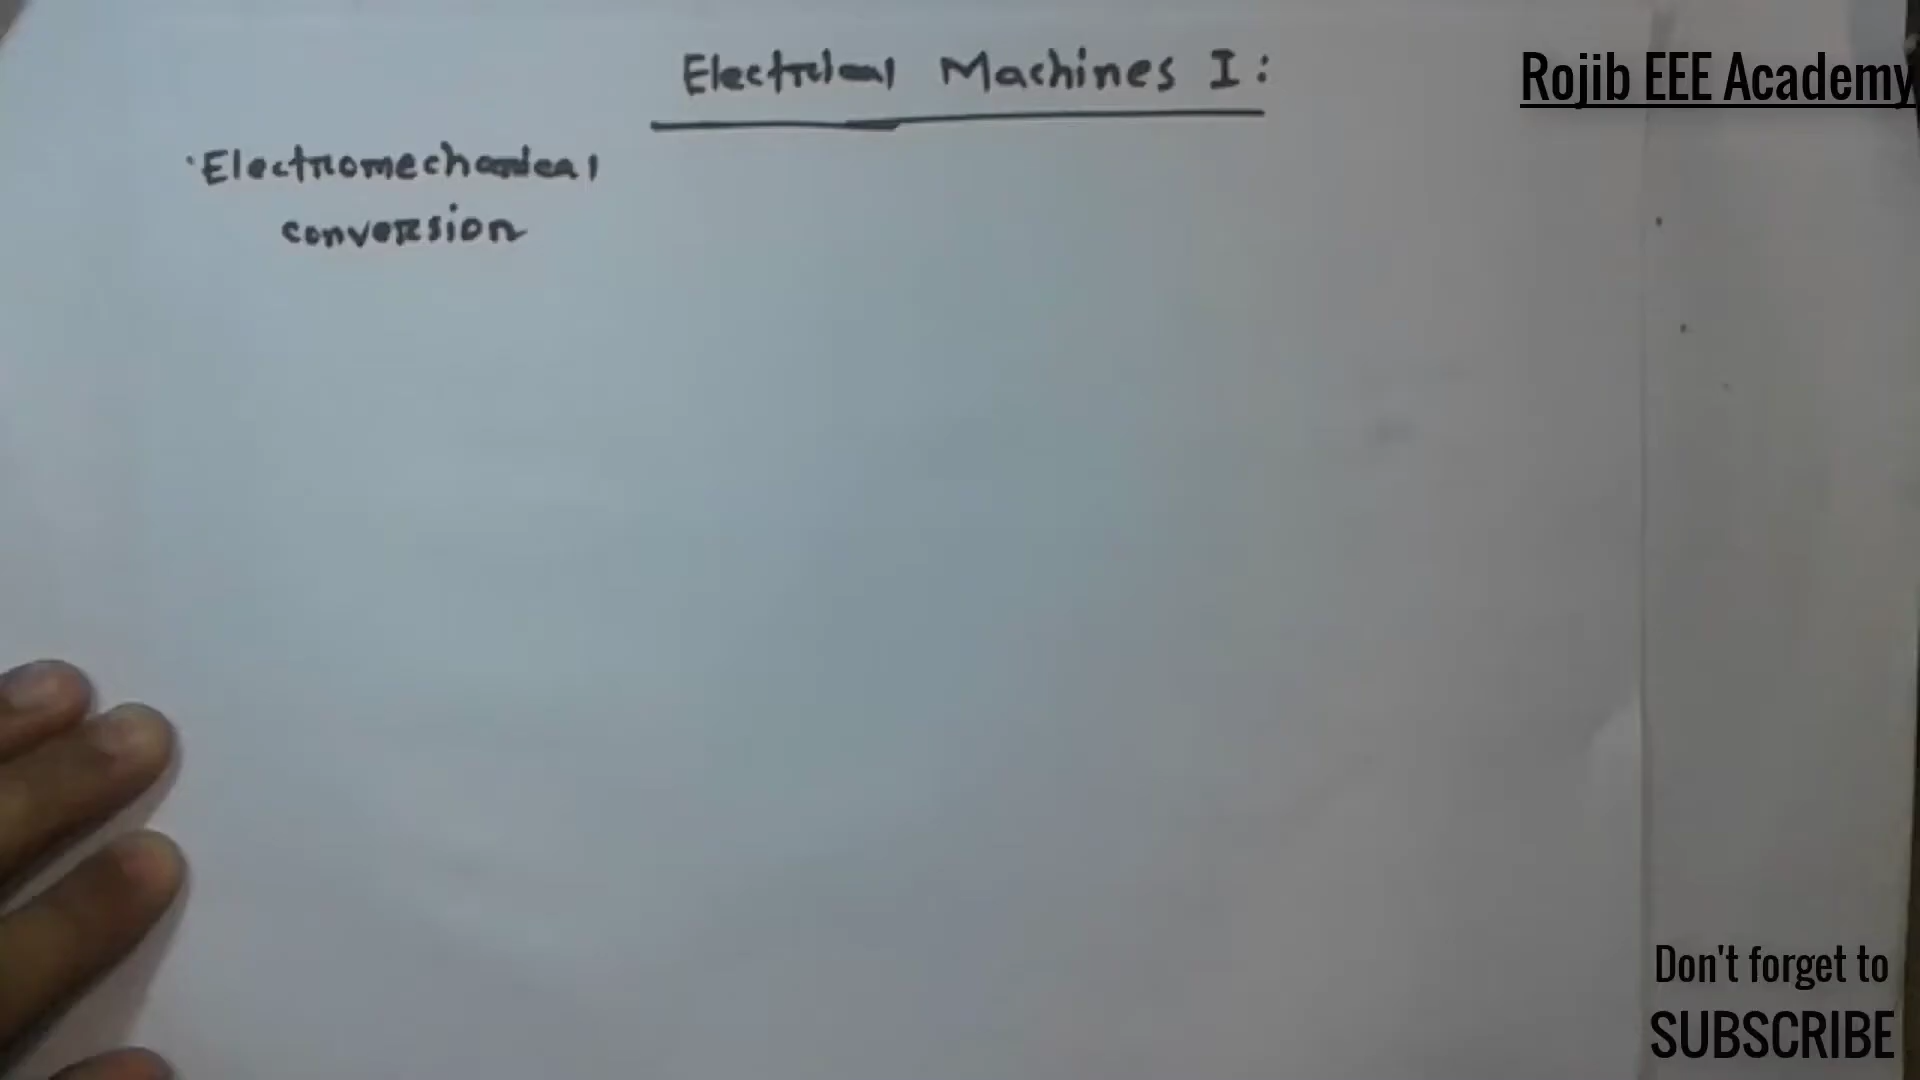 Electrical Machines I:
Rojib EEE Academy
Electromechanical
conversion
Don't forget to
SUBSCRIBE